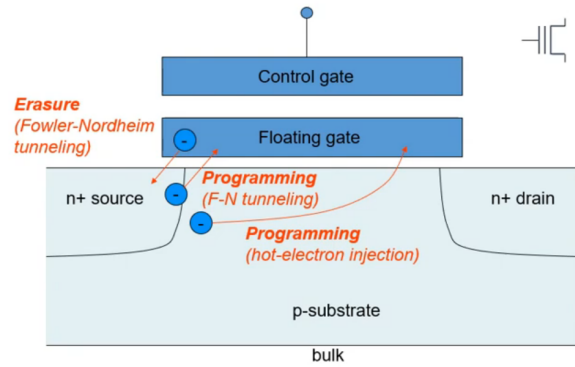 Control gate
Erasure
(Fowler-Nordheim
tunneling)
-
Floating gate
n+ source
-
Programming
(F-N tunneling)
n+ drain
-
Programming
(hot-electron injection)
p-substrate
bulk